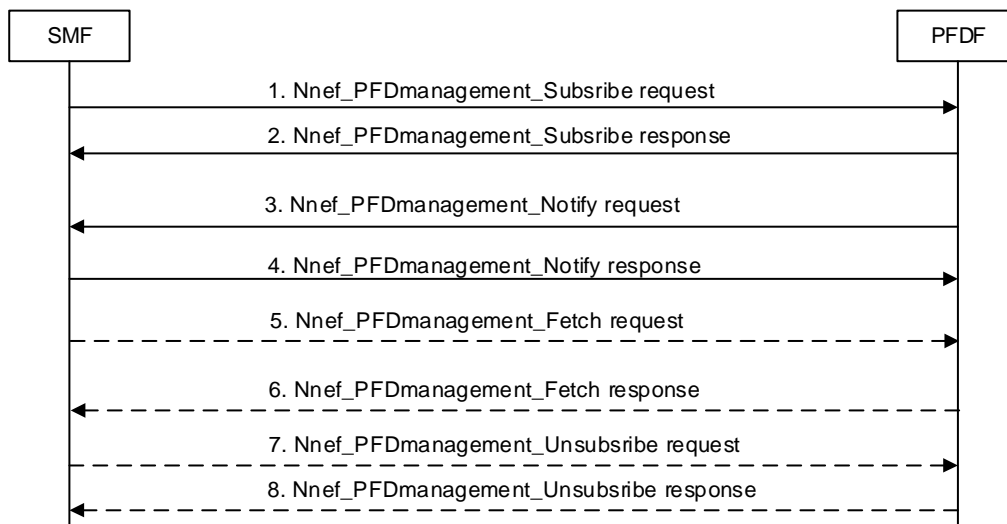 SMF
PFDF
1. Nnef_PFDmanagement_Subsribe request
2. Nnef_PFDmanagement_Subsribe response
3. Nnef_PFDmanagement_Notify request
4. Nnef_PFDmanagement_Notify response
5. Nnef_PFDmanagement_Fetch request
6. Nnef_PFDmanagement_Fetch response
7. Nnef_PFDmanagement_Unsubsribe request
8. Nnef_PFDmanagement_Unsubsribe response